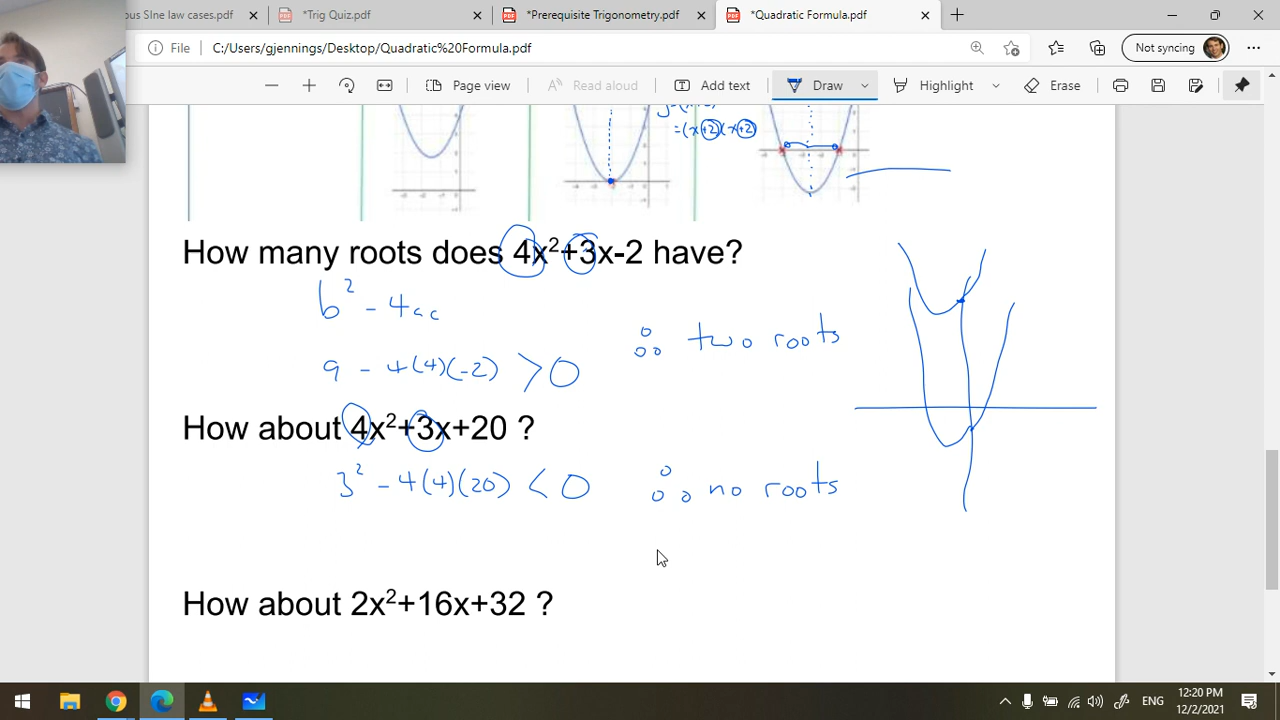 ous SIne law cases.pdf
*Trig Quiz.pdf
*Prerequisite Trigonometry.pdf
*Quadratic Formula.pdf
File
C:/Users/gjennings/Desktop/Quadratic%20Formula.pdf
Not syncing
Page view
Read aloud
Add text
Draw
Highlight
Erase
=(x+2)(x+2)
How many roots does 4x²+3x-2 have?
b² - 4ac
9 - 4(4)(-2) > 0
∴ two roots
How about 4x²+3x+20 ?
3² - 4(4)(20) < 0
∴ no roots
How about 2x²+16x+32 ?
ENG
12:20 PM
12/2/2021